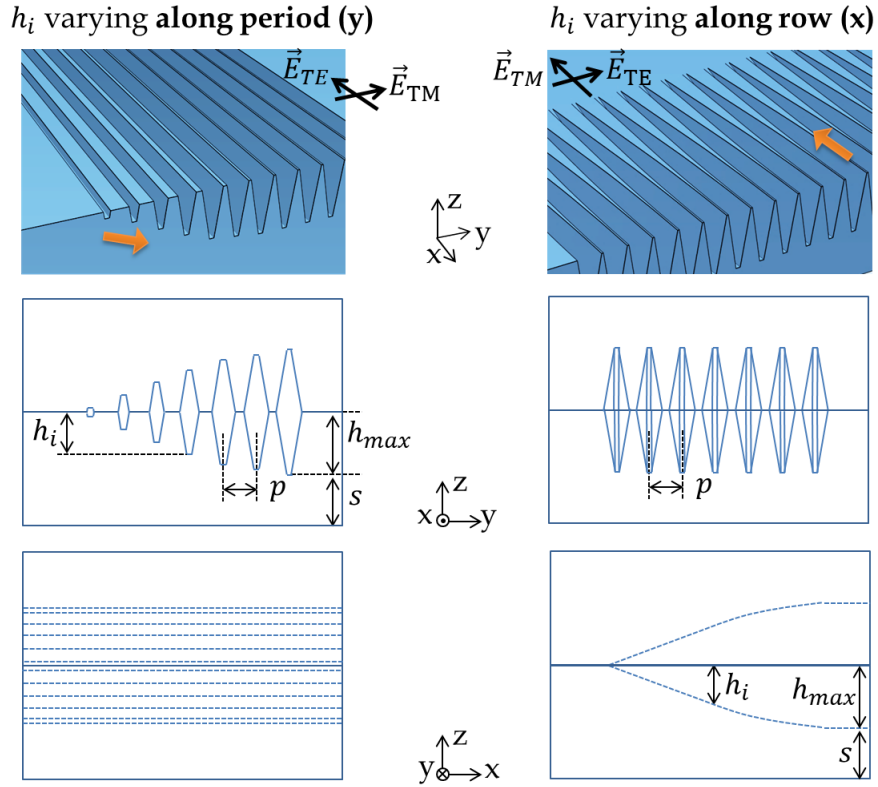 h_i varying along period (y)
h_i varying along row (x)
E_TE
E_TM
E_TM
E_TE
z
y
x
h_i
h_max
p
s
z
x
y
p
z
y
x
h_i
h_max
s